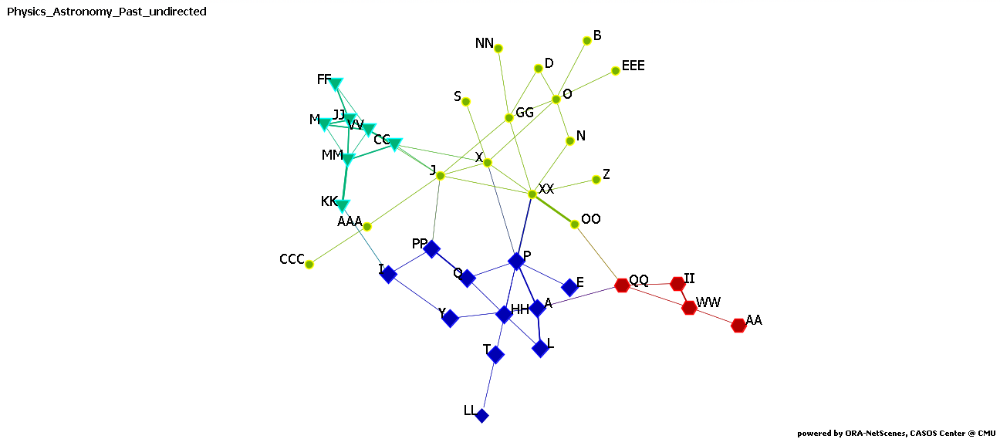 Physics_Astronomy_Past_undirected
B
NN
D
EEE
FF
S
O
GG
M
JJ
VV
CC
N
MM
X
J
Z
XX
KK
AAA
OO
PP
P
CCC
I
Q
E
QQ
II
Y
HH
A
WW
AA
T
L
LL
powered by ORA-NetScenes, CASOS Center @ CMU